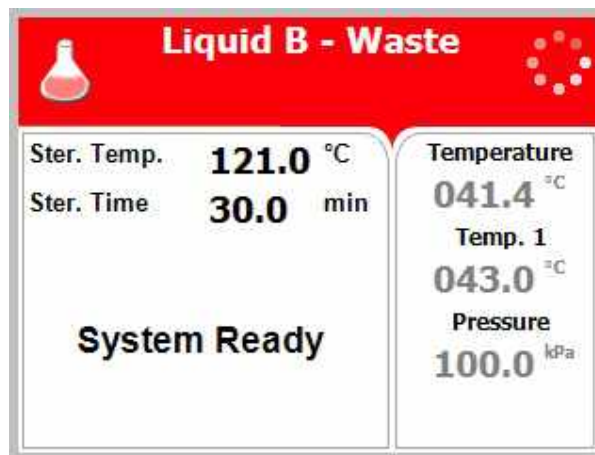 Liquid B - Waste
Ster. Temp. 121.0 °C
Ster. Time 30.0 min
System Ready
Temperature
041.4 °C
Temp. 1
043.0 °C
Pressure
100.0 kPa